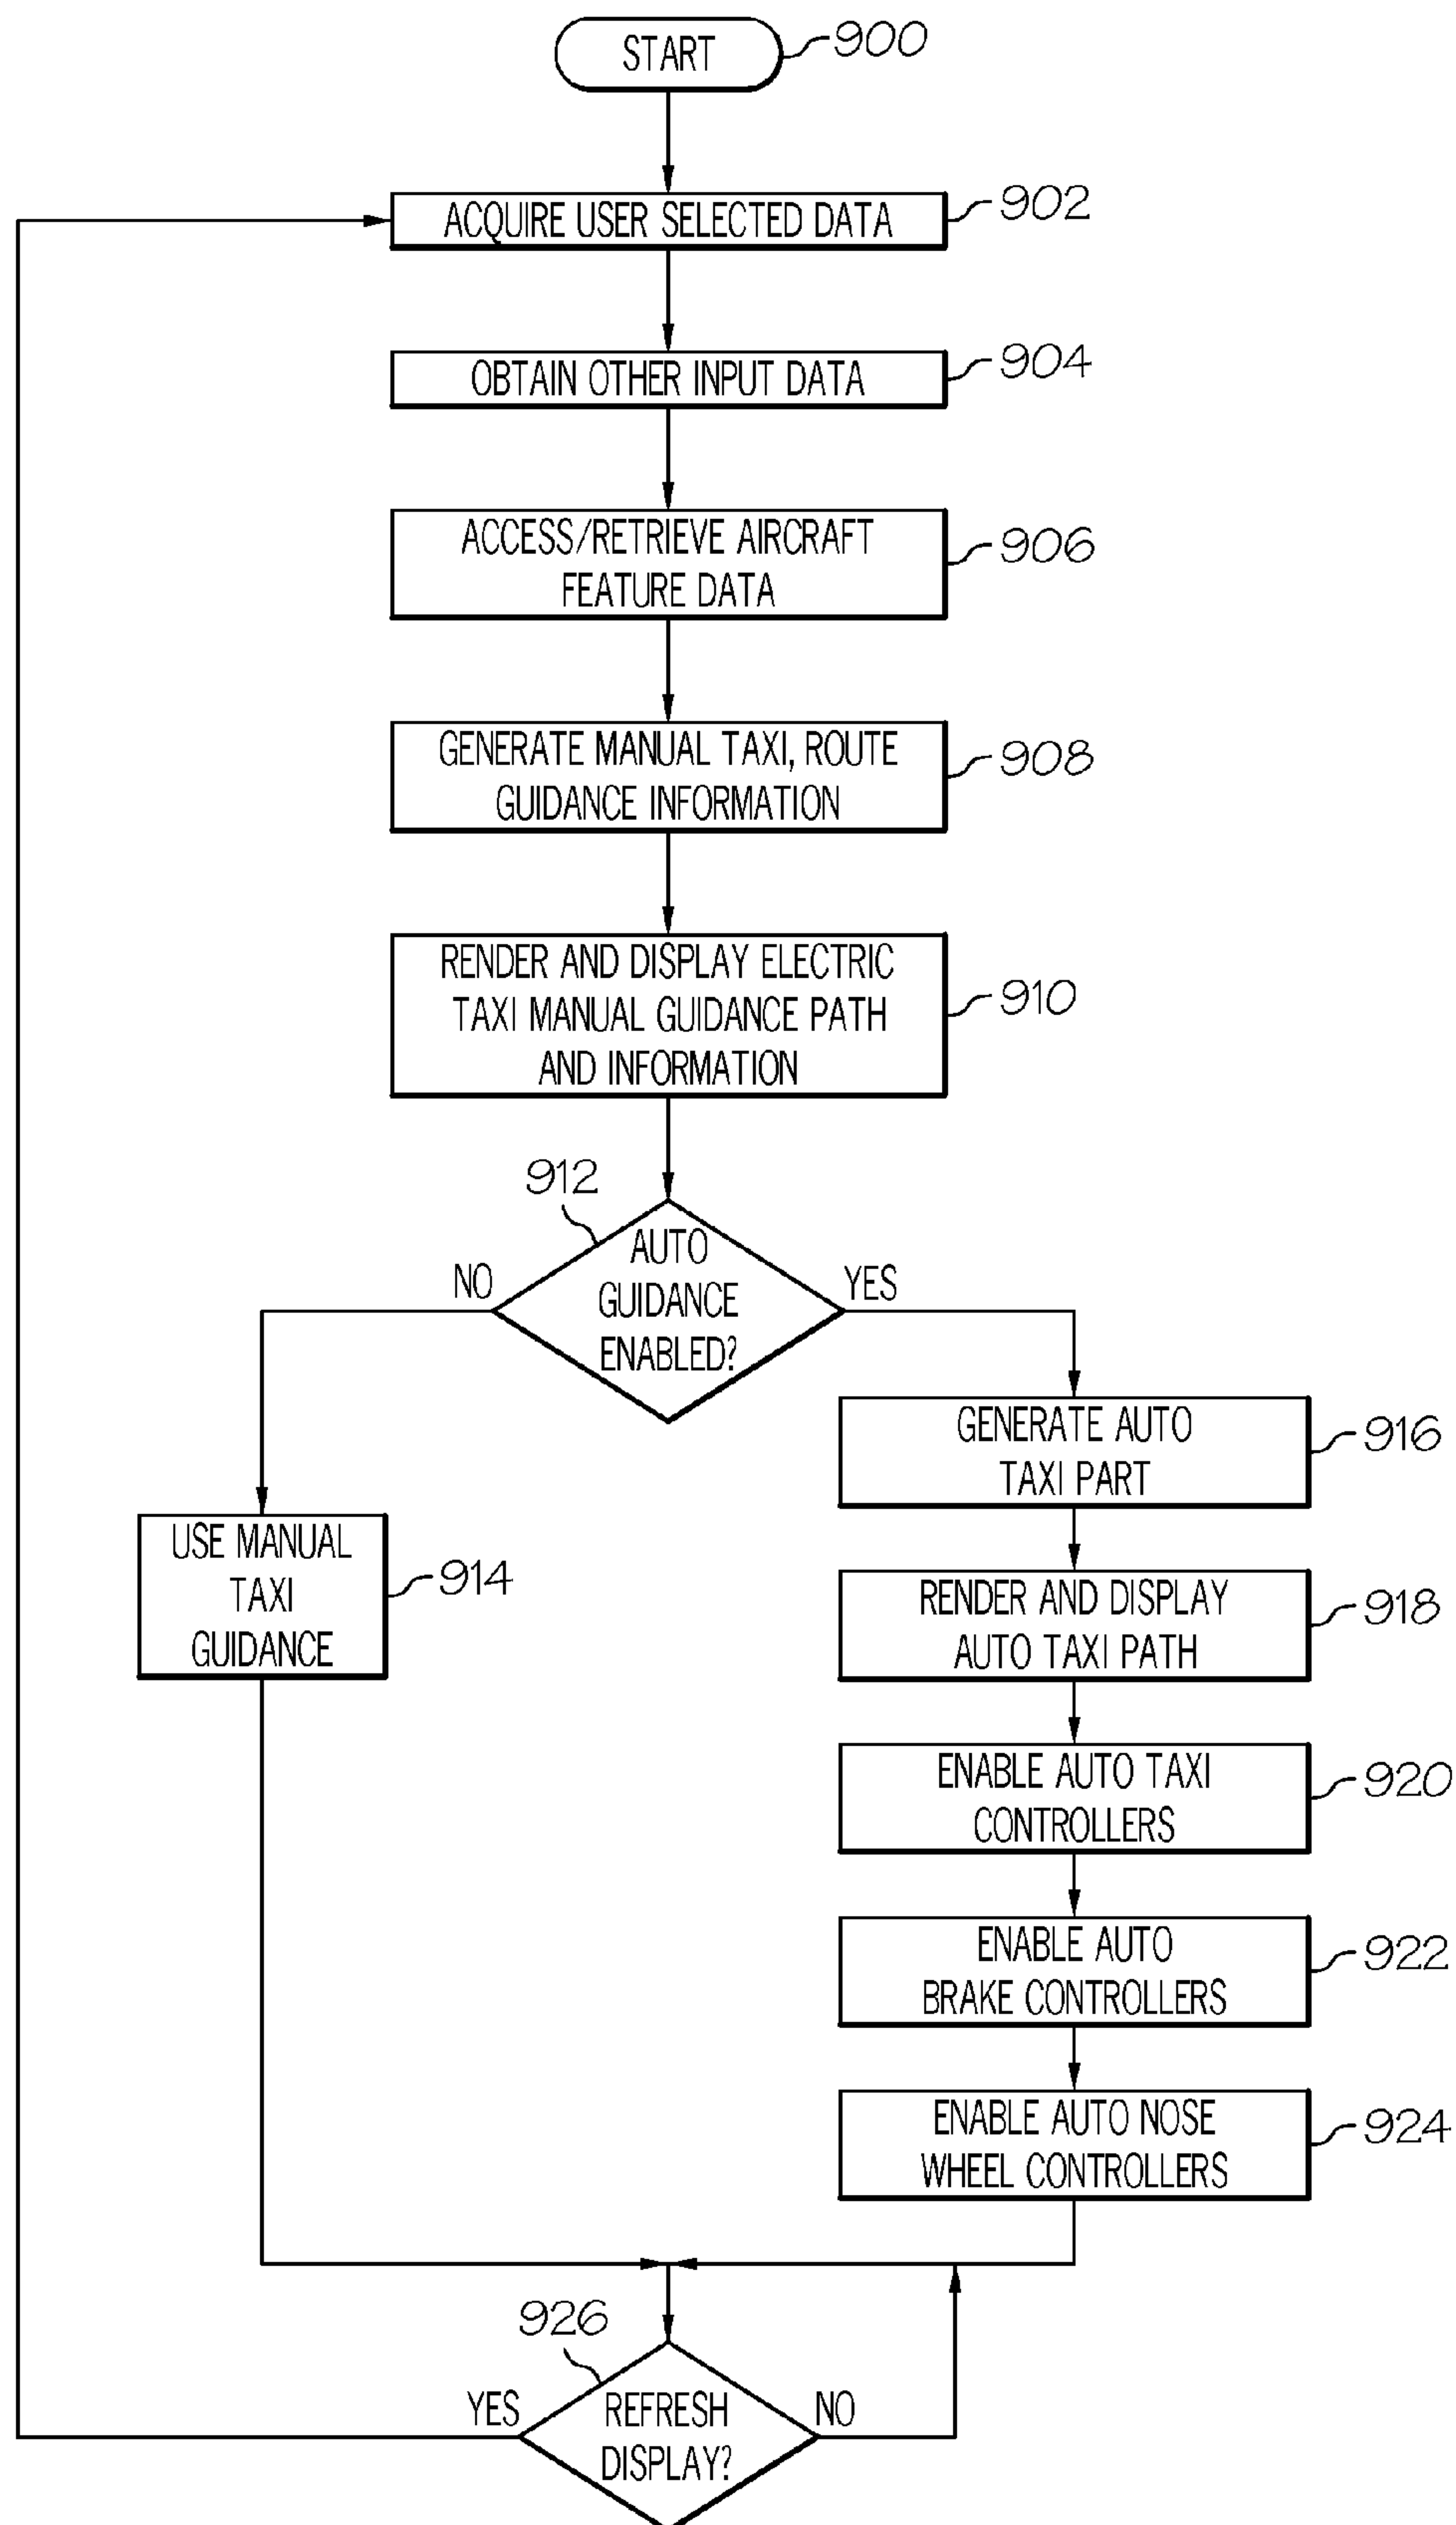 START
900
ACQUIRE USER SELECTED DATA
902
OBTAIN OTHER INPUT DATA
904
ACCESS/RETRIEVE AIRCRAFT
FEATURE DATA
906
GENERATE MANUAL TAXI, ROUTE
GUIDANCE INFORMATION
908
RENDER AND DISPLAY ELECTRIC
TAXI MANUAL GUIDANCE PATH
AND INFORMATION
910
912
AUTO
GUIDANCE
ENABLED?
NO
YES
USE MANUAL
TAXI
GUIDANCE
914
GENERATE AUTO
TAXI PART
916
RENDER AND DISPLAY
AUTO TAXI PATH
918
ENABLE AUTO TAXI
CONTROLLERS
920
ENABLE AUTO
BRAKE CONTROLLERS
922
ENABLE AUTO NOSE
WHEEL CONTROLLERS
924
926
YES
REFRESH
DISPLAY?
NO